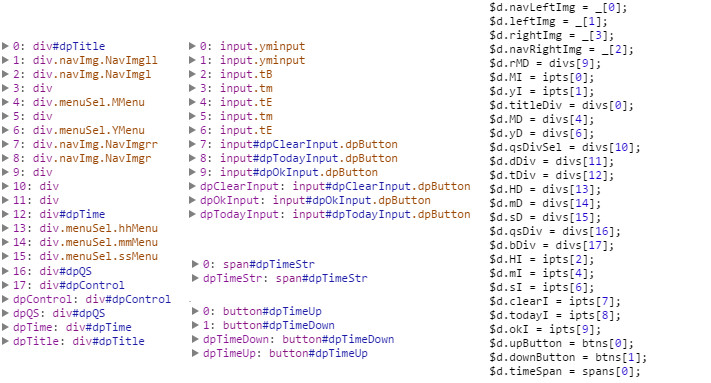 0: div#dpTitle
1: div.navImg.NavImgll
2: div.navImg.NavImgl
3: div
4: div.menuSel.MMenu
5: div
6: div.menuSel.YMenu
7: div.navImg.NavImgrr
8: div.navImg.NavImgr
9: div
10: div
11: div
12: div#dpTime
13: div.menuSel.hhMenu
14: div.menuSel.mmMenu
15: div.menuSel.ssMenu
16: div#dpQS
17: div#dpControl
dpControl: div#dpControl
dpQS: div#dpQS
dpTime: div#dpTime
dpTitle: div#dpTitle
0: input.yminput
1: input.yminput
2: input.tB
3: input.tm
4: input.tE
5: input.tm
6: input.tE
7: input#dpClearInput.dpButton
8: input#dpTodayInput.dpButton
9: input#dpOkInput.dpButton
dpClearInput: input#dpClearInput.dpButton
dpOkInput: input#dpOkInput.dpButton
dpTodayInput: input#dpTodayInput.dpButton
0: span#dpTimeStr
dpTimeStr: span#dpTimeStr
0: button#dpTimeUp
1: button#dpTimeDown
dpTimeDown: button#dpTimeDown
dpTimeUp: button#dpTimeUp
$d.navLeftImg = _[0];
$d.leftImg = _[1];
$d.rightImg = _[3];
$d.navRightImg = _[2];
$d.rMD = divs[9];
$d.MI = ipts[0];
$d.yI = ipts[1];
$d.titleDiv = divs[0];
$d.MD = divs[4];
$d.yD = divs[6];
$d.qsDivSel = divs[10];
$d.dDiv = divs[11];
$d.tDiv = divs[12];
$d.HD = divs[13];
$d.mD = divs[14];
$d.sD = divs[15];
$d.qsDiv = divs[16];
$d.bDiv = divs[17];
$d.HI = ipts[2];
$d.mI = ipts[4];
$d.sI = ipts[6];
$d.clearI = ipts[7];
$d.todayI = ipts[8];
$d.okI = ipts[9];
$d.upButton = btns[0];
$d.downButton = btns[1];
$d.timeSpan = spans[0];